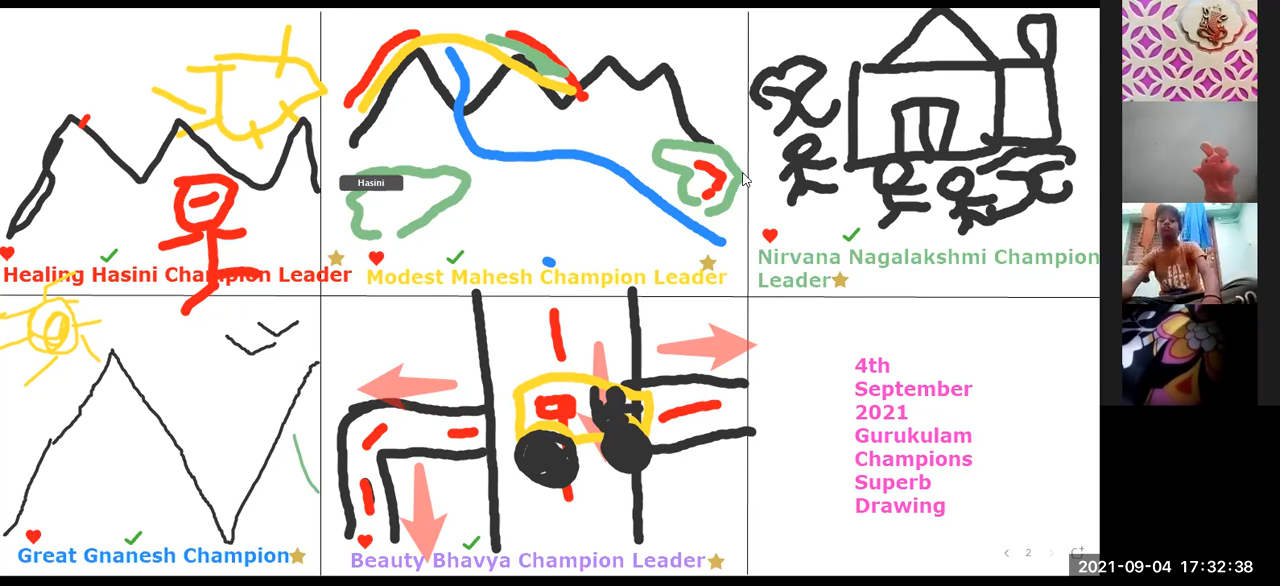 Hasini
Healing Hasini Champion Leader
Modest Mahesh Champion Leader
Nirvana Nagalakshmi Champion
Leader
Great Gnanesh Champion
Beauty Bhavya Champion Leader
4th
September
2021
Gurukulam
Champions
Superb
Drawing
2
2021-09-04 17:32:38